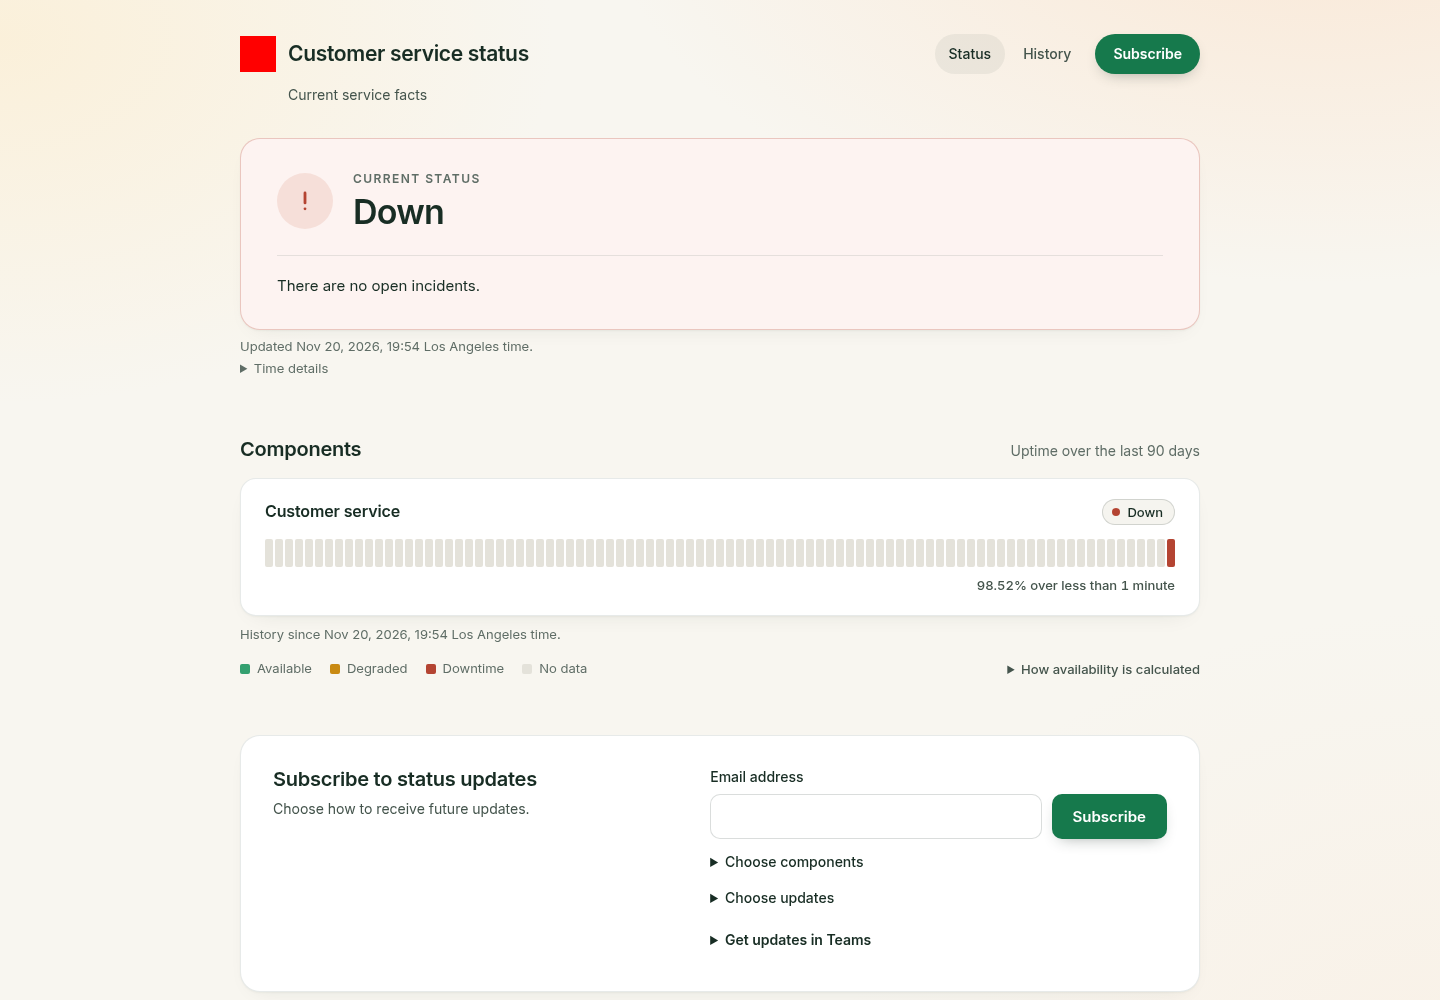 Customer service status
Status
History
Subscribe
Current service facts
CURRENT STATUS
Down
There are no open incidents.
Updated Nov 20, 2026, 19:54 Los Angeles time.
Time details
Components
Uptime over the last 90 days
Customer service
Down
98.52% over less than 1 minute
History since Nov 20, 2026, 19:54 Los Angeles time.
Available
Degraded
Downtime
No data
How availability is calculated
Subscribe to status updates
Choose how to receive future updates.
Email address
Subscribe
Choose components
Choose updates
Get updates in Teams